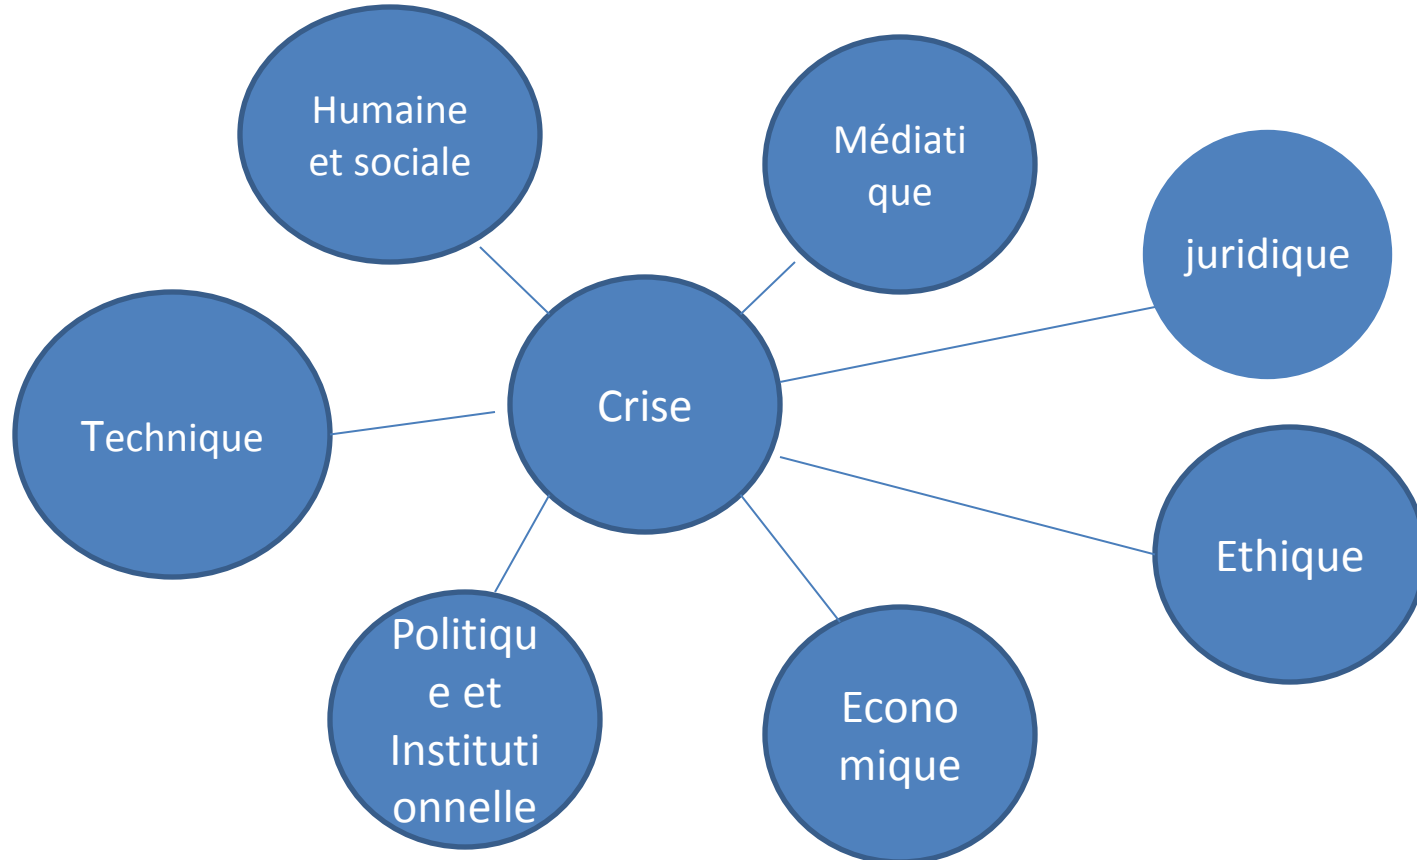 Humaine
et sociale
Médiati
que
juridique
Crise
Technique
Ethique
Politiqu
e et
Instituti
onnelle
Econo
mique